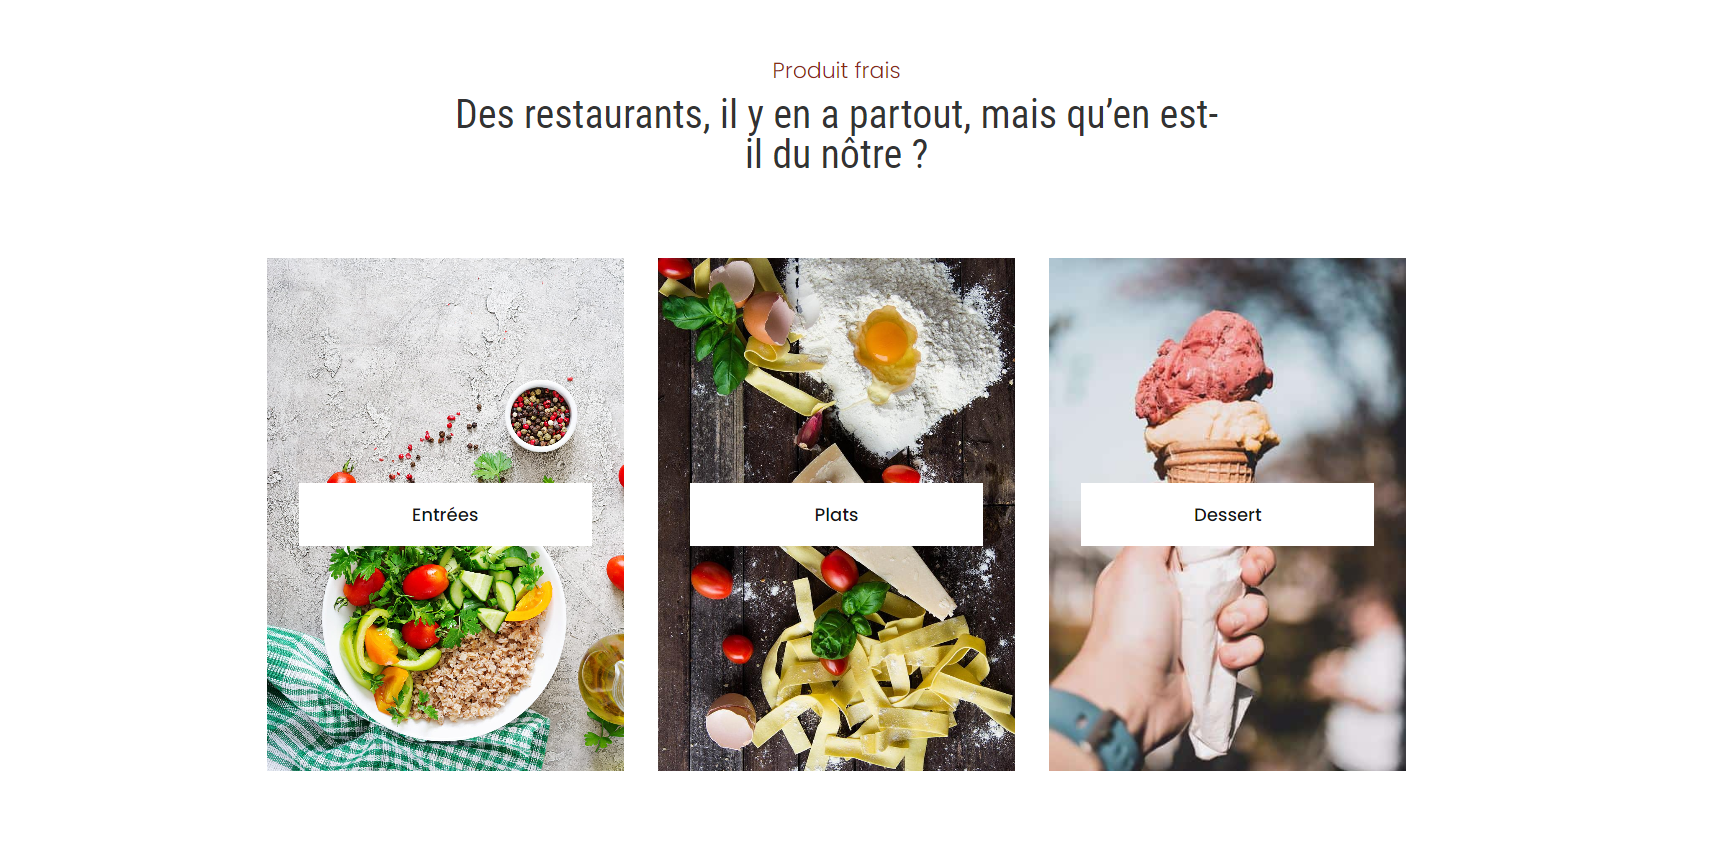 Produit frais
Des restaurants, il y en a partout, mais qu’en est-
il du nôtre ?
Entrées
Plats
Dessert